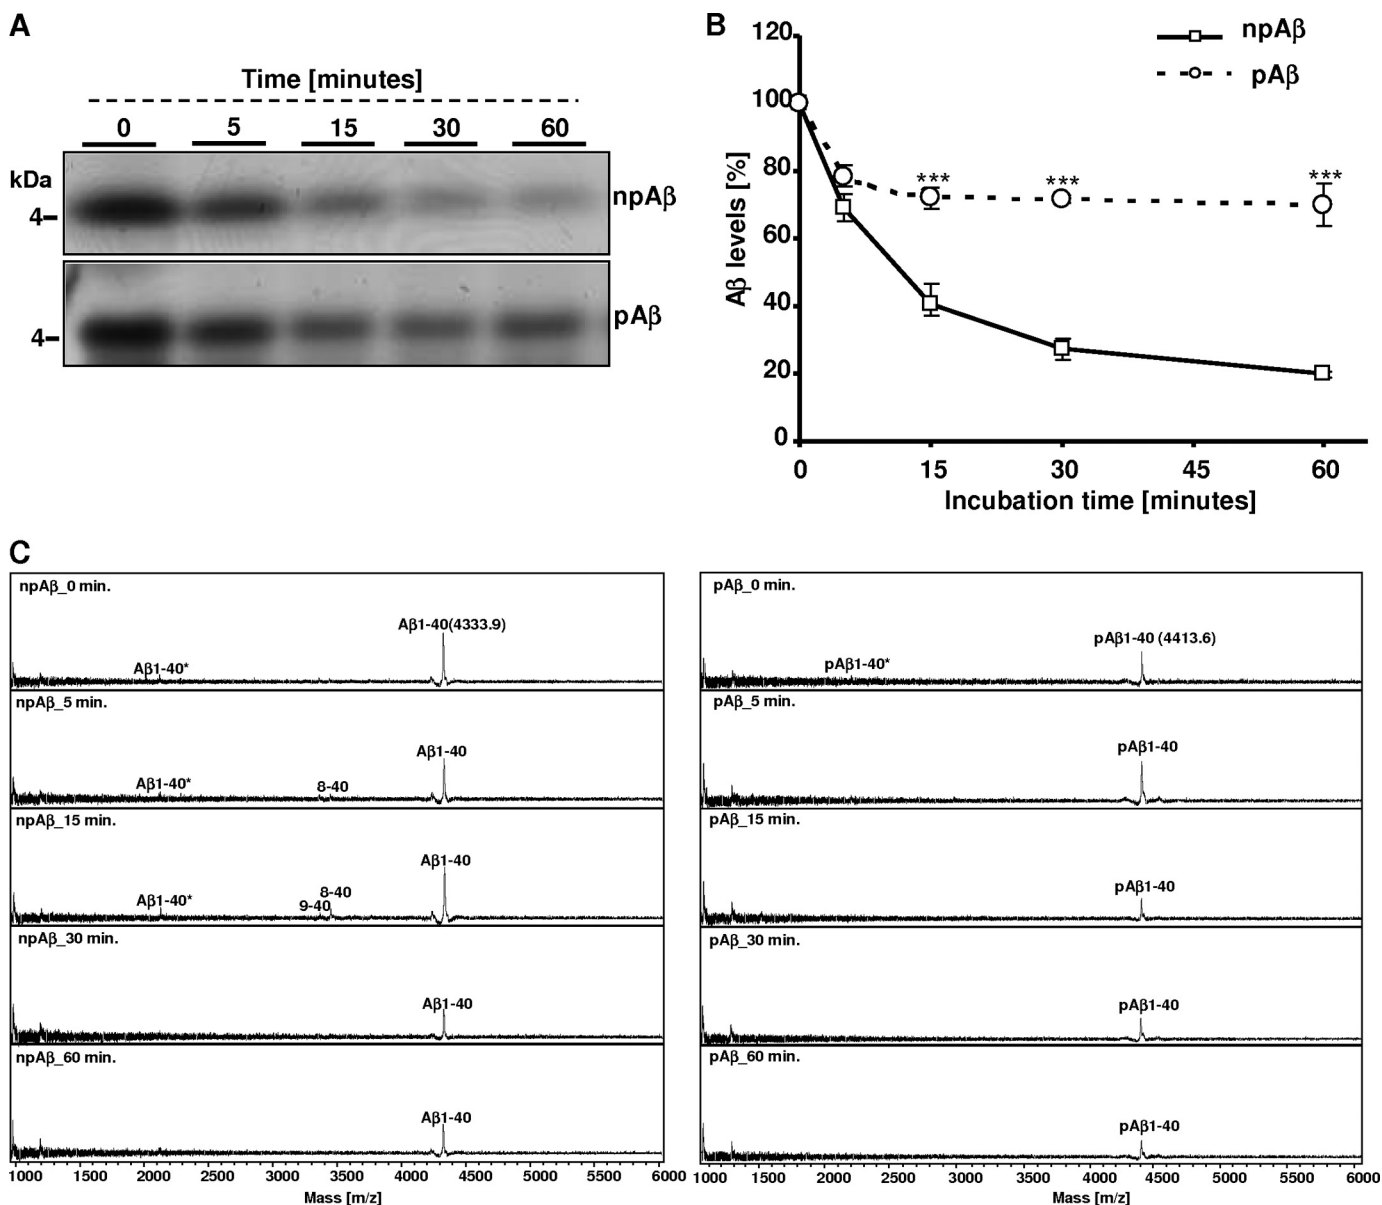 A
Time [minutes]
0 5 15 30 60
kDa
4
npAβ
4
pAβ
B
npAβ
pAβ
120
100
80
60
40
20
0
Aβ levels [%]
***
***
***
0 15 30 45 60
Incubation time [minutes]
C
npAβ_0 min.
Aβ1-40(4333.9)
Aβ1-40*
npAβ_5 min.
Aβ1-40
Aβ1-40*
8-40
npAβ_15 min.
Aβ1-40
8-40
Aβ1-40*
9-40
npAβ_30 min.
Aβ1-40
npAβ_60 min.
Aβ1-40
1000 1500 2000 2500 3000 3500 4000 4500 5000 5500 6000
Mass [m/z]
pAβ_0 min.
pAβ1-40 (4413.6)
pAβ1-40*
pAβ_5 min.
pAβ1-40
pAβ_15 min.
pAβ1-40
pAβ_30 min.
pAβ1-40
pAβ_60 min.
pAβ1-40
1000 1500 2000 2500 3000 3500 4000 4500 5000 5500 6000
Mass [m/z]